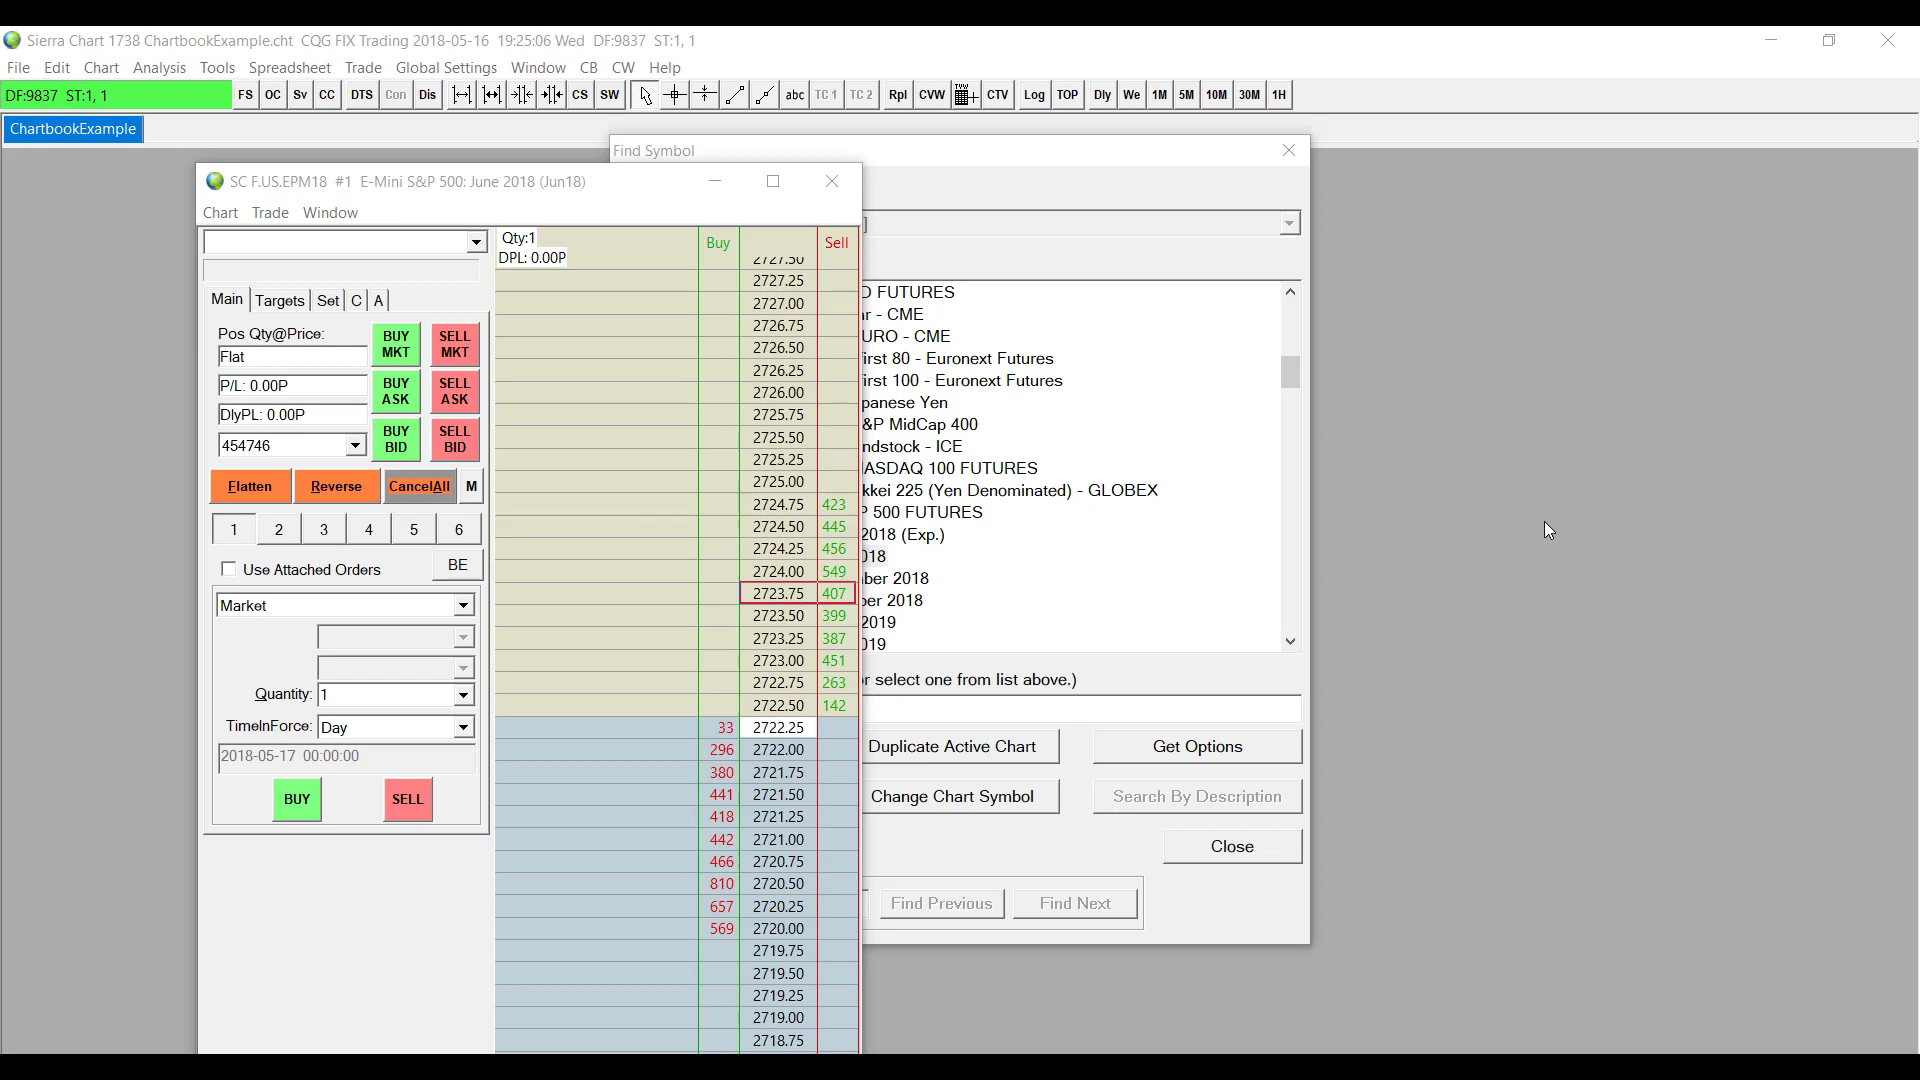 Sierra Chart 1738 ChartbookExample.cht  CQG FIX Trading 2018-05-16  19:25:06 Wed  DF:9837  ST:1, 1
File Edit Chart Analysis Tools Spreadsheet Trade Global Settings Window CB CW Help
DF:9837  ST:1, 1 FS OC Sv CC DTS Con Dis CS SW abc TC 1 TC 2 Rpl CVW CTV Log TOP Dly We 1M 5M 10M 30M 1H
ChartbookExample
Find Symbol
SC F.US.EPM18  #1  E-Mini S&P 500: June 2018 (Jun18)
Chart Trade Window
Qty:1
DPL: 0.00P
Buy
Sell
Main Targets Set C A
Pos Qty@Price:
Flat
P/L: 0.00P
DlyPL: 0.00P
454746
BUY MKT
SELL MKT
BUY ASK
SELL ASK
BUY BID
SELL BID
Flatten Reverse CancelAll M
1 2 3 4 5 6
Use Attached Orders BE
Market
Quantity: 1
TimeInForce: Day
2018-05-17  00:00:00
BUY SELL
2727.50
2727.25
2727.00
2726.75
2726.50
2726.25
2726.00
2725.75
2725.50
2725.25
2725.00
2724.75 423
2724.50 445
2724.25 456
2724.00 549
2723.75 407
2723.50 399
2723.25 387
2723.00 451
2722.75 263
2722.50 142
33 2722.25
296 2722.00
380 2721.75
441 2721.50
418 2721.25
442 2721.00
466 2720.75
810 2720.50
657 2720.25
569 2720.00
2719.75
2719.50
2719.25
2719.00
2718.75
D FUTURES
ar - CME
URO - CME
irst 80 - Euronext Futures
irst 100 - Euronext Futures
panese Yen
&P MidCap 400
ndstock - ICE
ASDAQ 100 FUTURES
kkei 225 (Yen Denominated) - GLOBEX
P 500 FUTURES
2018 (Exp.)
018
ber 2018
ber 2018
2019
019
or select one from list above.)
Duplicate Active Chart Get Options
Change Chart Symbol Search By Description
Close
Find Previous Find Next